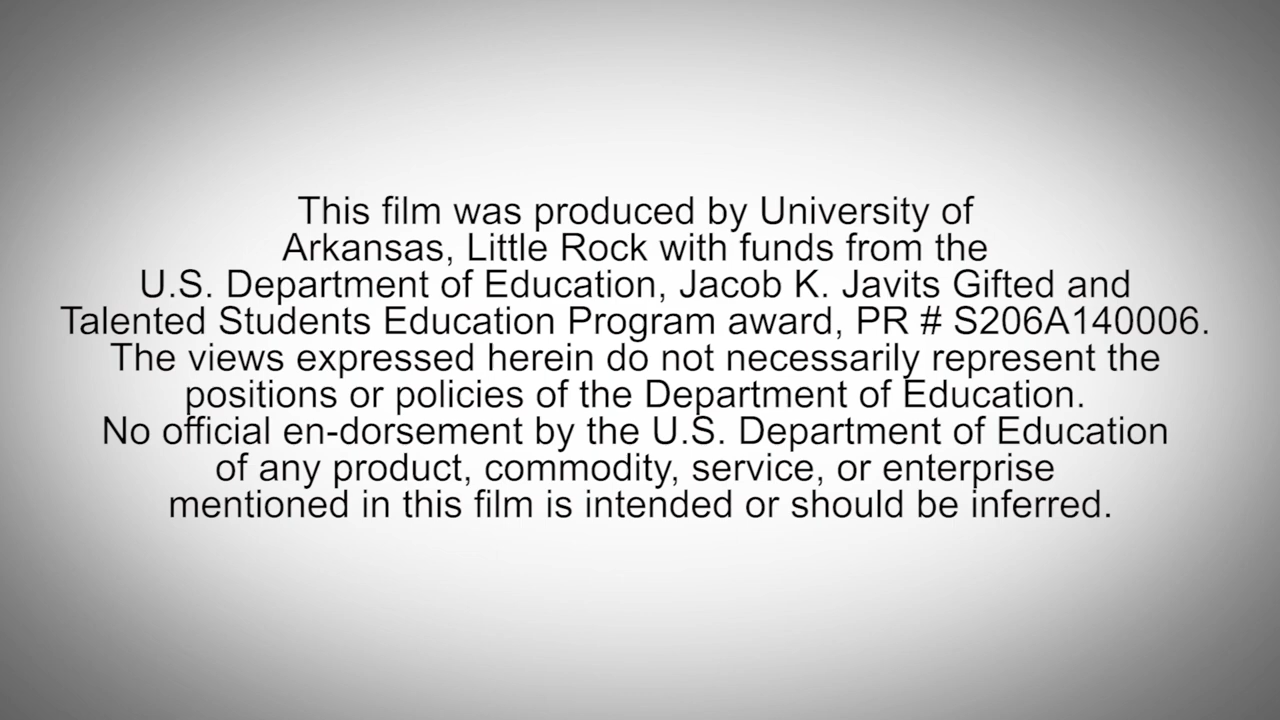 This film was produced by University of
Arkansas, Little Rock with funds from the
U.S. Department of Education, Jacob K. Javits Gifted and
Talented Students Education Program award, PR # S206A140006.
The views expressed herein do not necessarily represent the
positions or policies of the Department of Education.
No official en-dorsement by the U.S. Department of Education
of any product, commodity, service, or enterprise
mentioned in this film is intended or should be inferred.